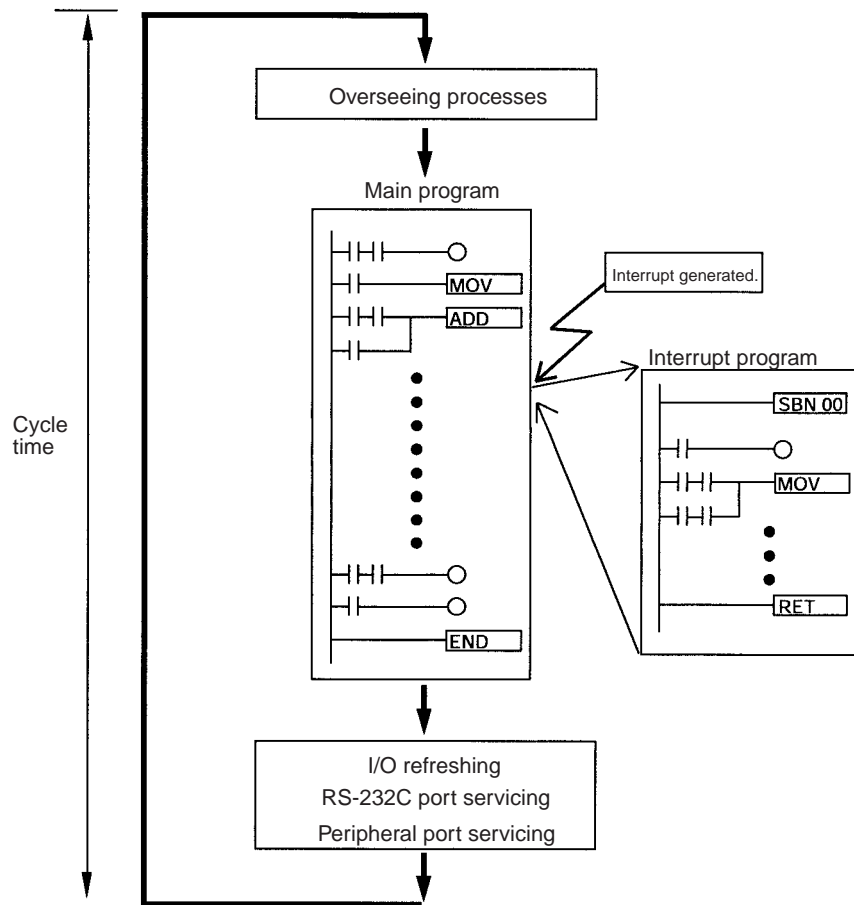 Overseeing processes
Main program
MOV
ADD
END
Interrupt generated.
Interrupt program
SBN 00
MOV
RET
Cycle
time
I/O refreshing
RS-232C port servicing
Peripheral port servicing